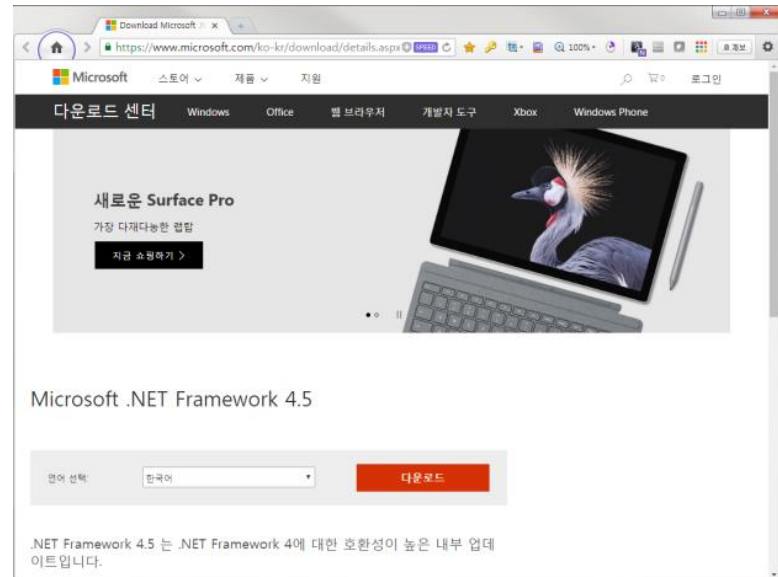 Download Microsoft
https://www.microsoft.com/ko-kr/download/details.aspx
SPEED
100%
Microsoft 스토어 제품 지원 0 로그인
다운로드 센터 Windows Office 웹 브라우저 개발자 도구 Xbox Windows Phone
새로운 Surface Pro
가장 다재다능한 랩탑
지금 쇼핑하기 >
Microsoft .NET Framework 4.5
언어 선택: 한국어 다운로드
.NET Framework 4.5 는 .NET Framework 4에 대한 호환성이 높은 내부 업데
이트입니다.